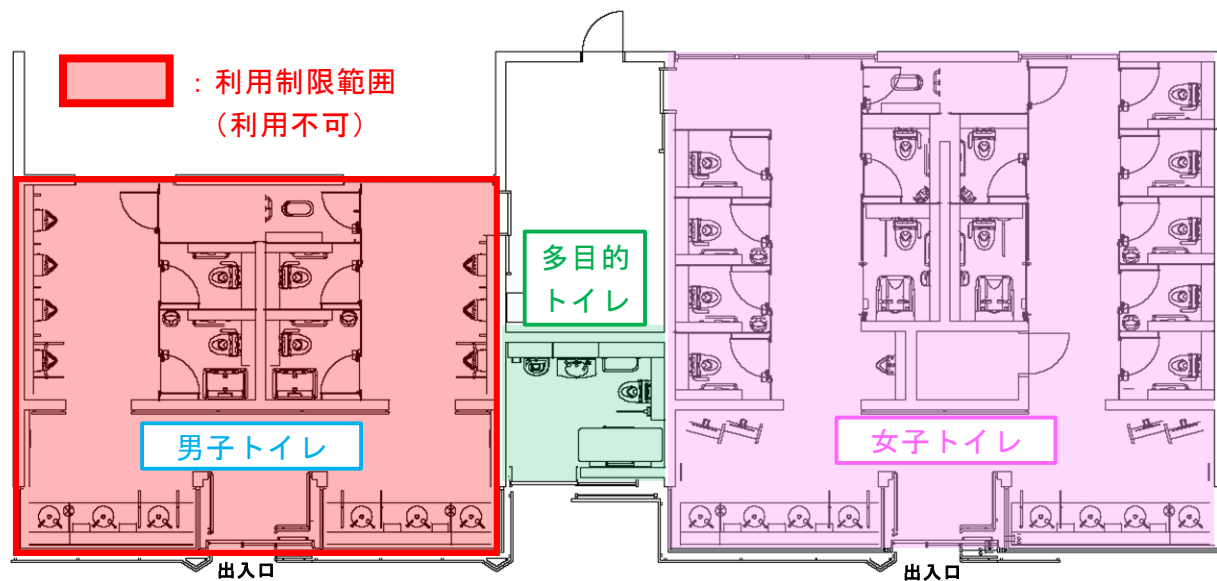 ：利用制限範囲
（利用不可）
多目的
トイレ
男子トイレ
女子トイレ
出入口
出入口